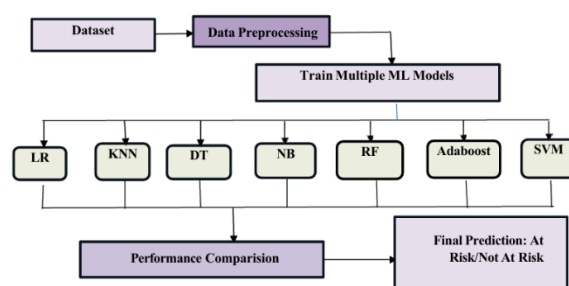 Dataset
Data Preprocessing
Train Multiple ML Models
LR
KNN
DT
NB
RF
Adaboost
SVM
Performance Comparision
Final Prediction: At
Risk/Not At Risk